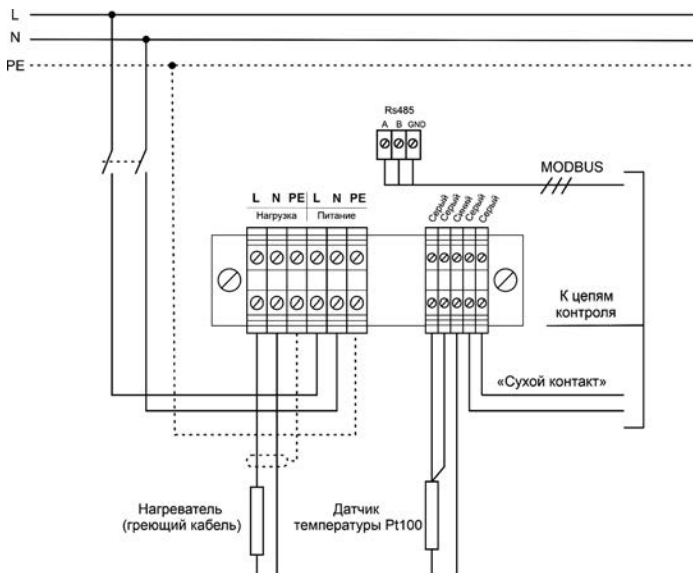 L
N
PE
Rs485
A B GND
MODBUS
L N PE L N PE
Нагрузка Питание
Серый
Серый
Синий
Серый
Серый
К цепям
контроля
«Сухой контакт»
Нагреватель
(греющий кабель)
Датчик
температуры Pt100